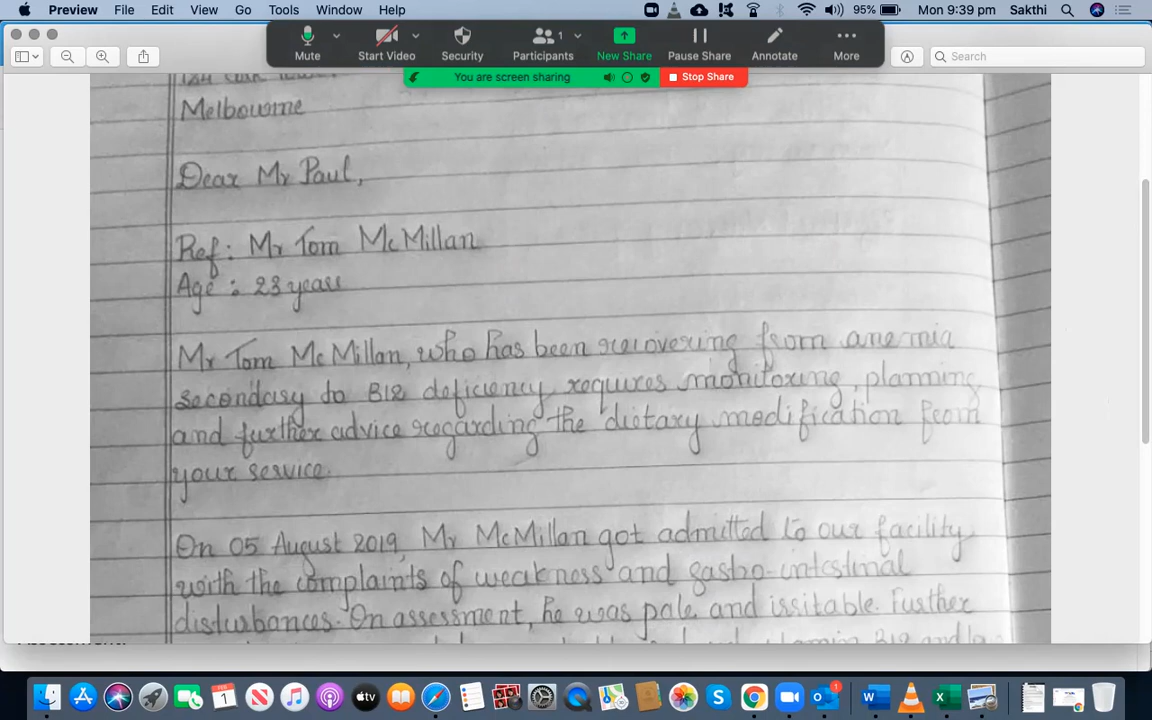 Preview File Edit View Go Tools Window Help 95% Mon 9:39 pm Sakthi
Mute Start Video Security Participants 1 New Share Pause Share Annotate More
Search
You are screen sharing Stop Share
Melbourne
Dear Mr Paul,
Ref: Mr Tom McMillan
Age : 23 years
Mr Tom McMillan, who has been recovering from anemia
secondary to B12 deficiency requires monitoring, planning
and further advice regarding the dietary modification from
your service.
On 05 August 2019, Mr McMillan got admitted to our facility
with the complaints of weakness and gastro-intestinal
disturbances. On assessment, he was pale and irritable. Further
FEB
1
tv
1